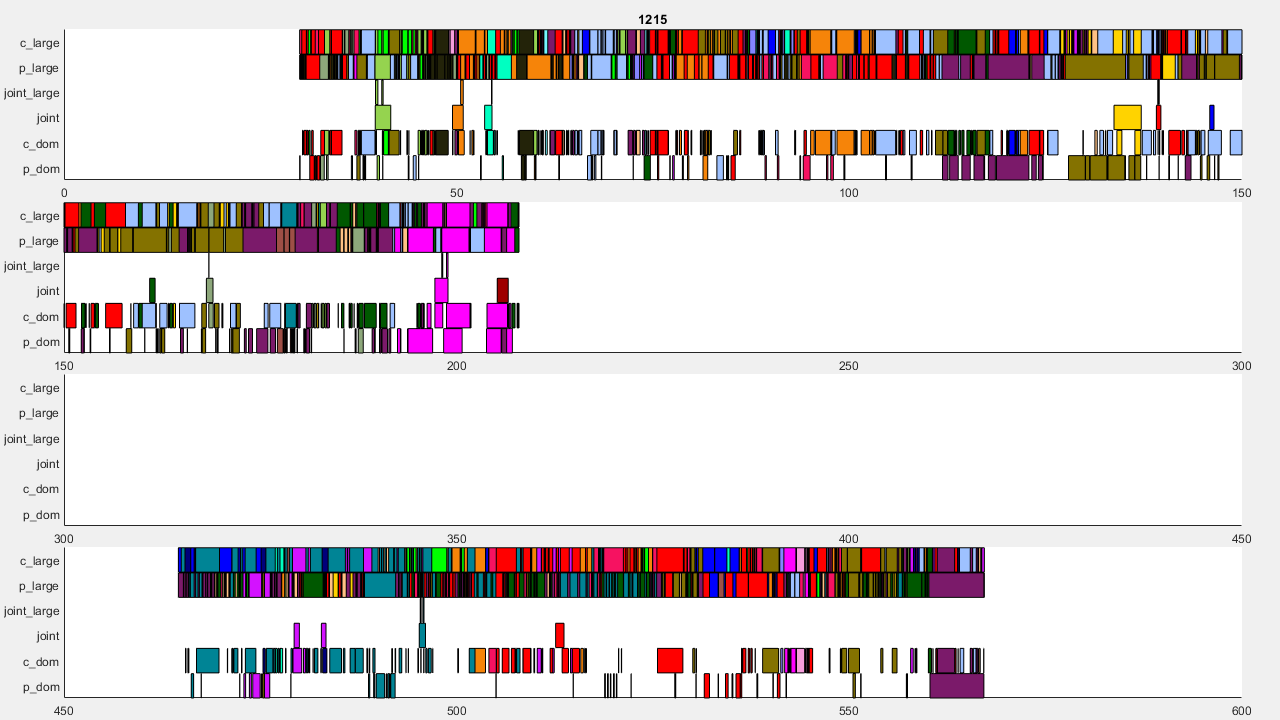 1215
c_large
p_large
joint_large
joint
c_dom
p_dom
0 50 100 150
c_large
p_large
joint_large
joint
c_dom
p_dom
150 200 250 300
c_large
p_large
joint_large
joint
c_dom
p_dom
300 350 400 450
c_large
p_large
joint_large
joint
c_dom
p_dom
450 500 550 600